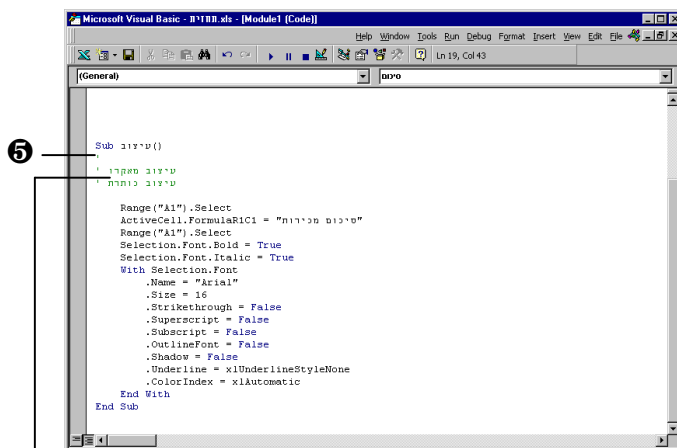 Microsoft Visual Basic - תחזית.xls - [Module1 (Code)]
Help Window Tools Run Debug Format Insert View Edit File
Ln 19, Col 43
(General) סיכום
Sub עיצוב()
'
' עיצוב מאקרו
' עיצוב כותרת
Range("A1").Select
ActiveCell.FormulaR1C1 = "סיכום מכירות"
Range("A1").Select
Selection.Font.Bold = True
Selection.Font.Italic = True
With Selection.Font
.Name = "Arial"
.Size = 16
.Strikethrough = False
.Superscript = False
.Subscript = False
.OutlineFont = False
.Shadow = False
.Underline = xlUnderlineStyleNone
.ColorIndex = xlAutomatic
End With
End Sub
5